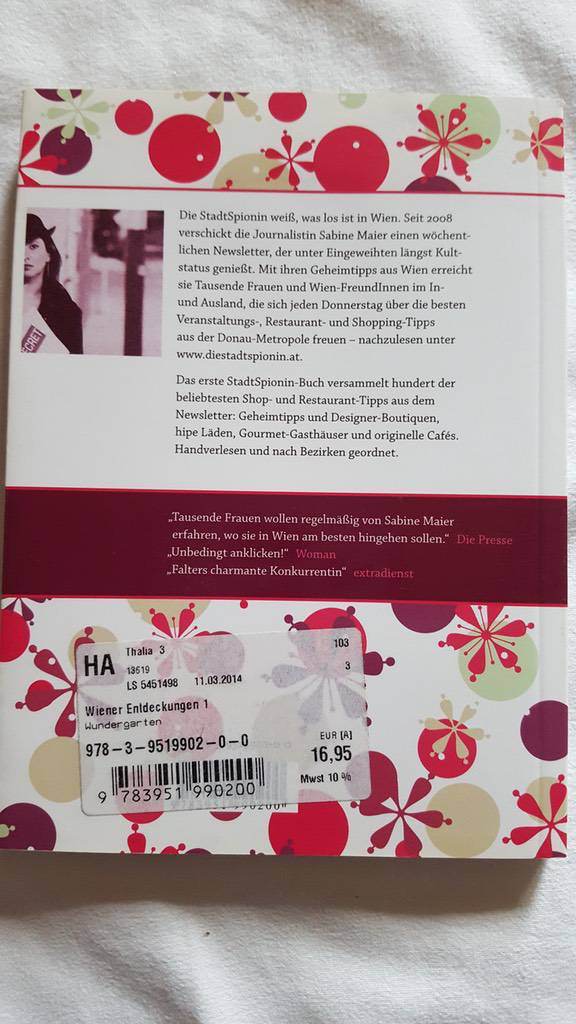 Die StadtSpionin weiß, was los ist in Wien. Seit 2008
verschickt die Journalistin Sabine Maier einen wöchent-
lichen Newsletter, der unter Eingeweihten längst Kult-
status genießt. Mit ihren Geheimtipps aus Wien erreicht
sie Tausende Frauen und Wien-FreundInnen im In-
und Ausland, die sich jeden Donnerstag über die besten
Veranstaltungs-, Restaurant- und Shopping-Tipps
aus der Donau-Metropole freuen – nachzulesen unter
www.diestadtspionin.at.
CRET
Das erste StadtSpionin-Buch versammelt hundert der
beliebtesten Shop- und Restaurant-Tipps aus dem
Newsletter: Geheimtipps und Designer-Boutiquen,
hipe Läden, Gourmet-Gasthäuser und originelle Cafés.
Handverlesen und nach Bezirken geordnet.
„Tausende Frauen wollen regelmäßig von Sabine Maier
erfahren, wo sie in Wien am besten hingehen sollen.“ Die Presse
„Unbedingt anklicken!“ Woman
„Falters charmante Konkurrentin“ extradienst
HA Thalia 3 103
13619 3
LS 5451498 11.03.2014
Wiener Entdeckungen 1
Wundergarten
978-3-9519902-0-0
EUR [A]
16,95
Mwst 10 %
9 783951 990200